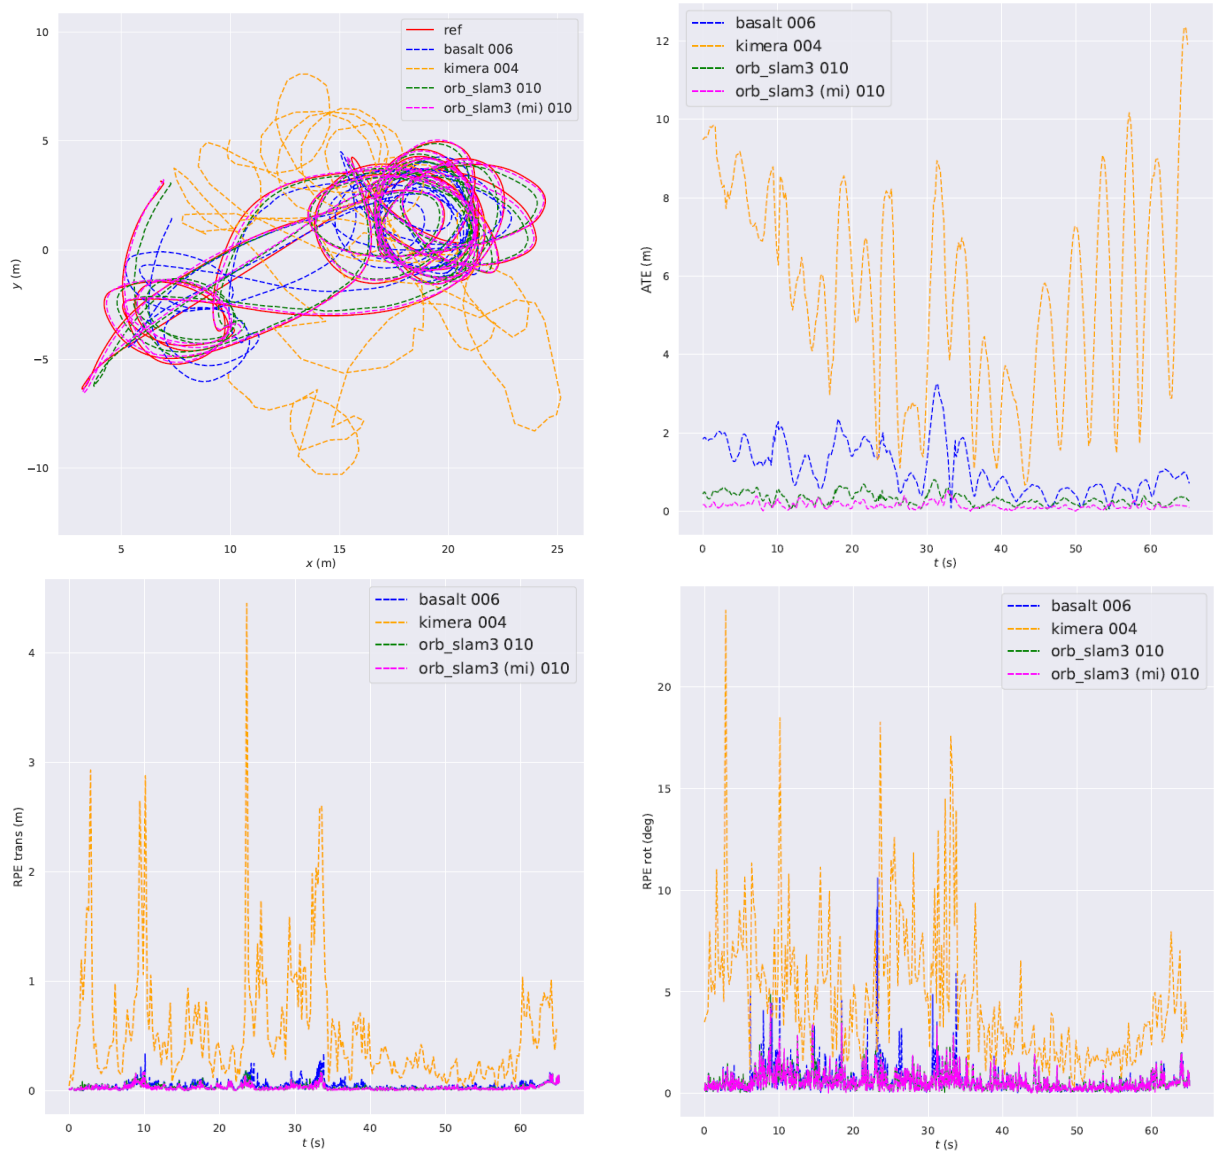 10
5
0
−5
−10
y (m)
5
10
15
20
25
x (m)
ref
basalt 006
kimera 004
orb_slam3 010
orb_slam3 (mi) 010
12
10
8
6
4
2
0
ATE (m)
0
10
20
30
40
50
60
t (s)
basalt 006
kimera 004
orb_slam3 010
orb_slam3 (mi) 010
4
3
2
1
0
RPE trans (m)
0
10
20
30
40
50
60
t (s)
basalt 006
kimera 004
orb_slam3 010
orb_slam3 (mi) 010
20
15
10
5
0
RPE rot (deg)
0
10
20
30
40
50
60
t (s)
basalt 006
kimera 004
orb_slam3 010
orb_slam3 (mi) 010